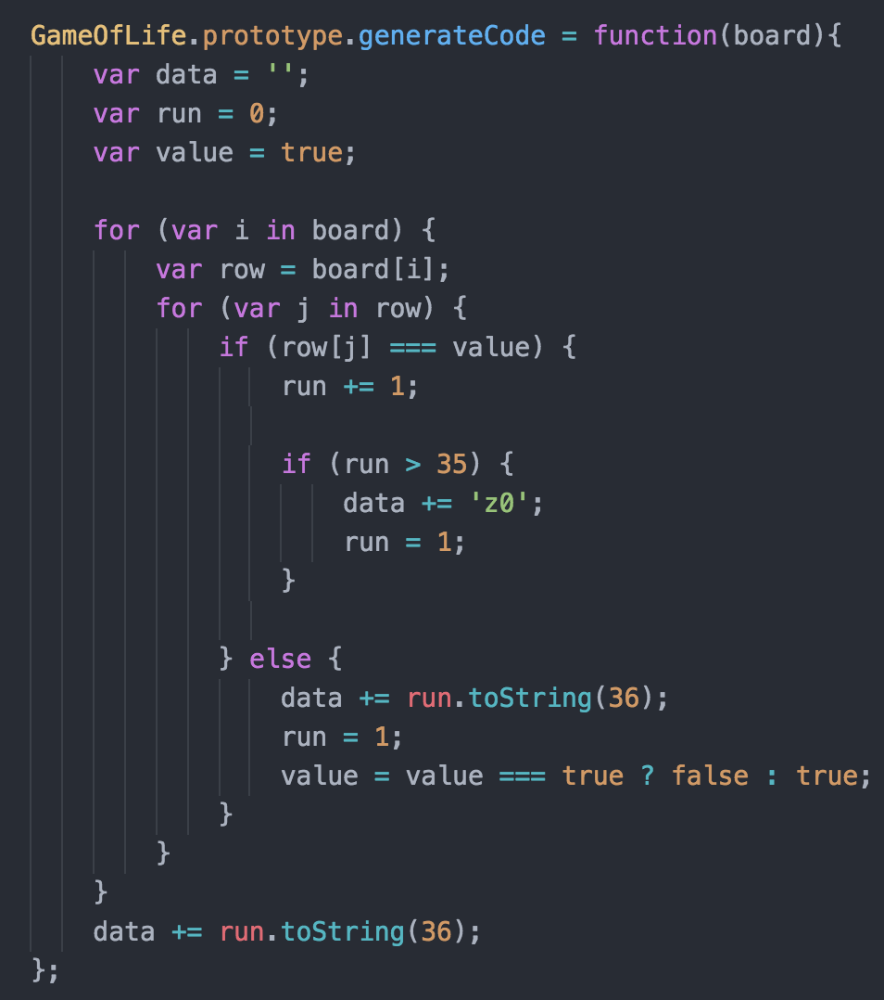 GameOfLife.prototype.generateCode = function(board){
    var data = '';
    var run = 0;
    var value = true;

    for (var i in board) {
        var row = board[i];
        for (var j in row) {
            if (row[j] === value) {
                run += 1;

                if (run > 35) {
                    data += 'z0';
                    run = 1;
                }

            } else {
                data += run.toString(36);
                run = 1;
                value = value === true ? false : true;
            }
        }
    }
    data += run.toString(36);
};